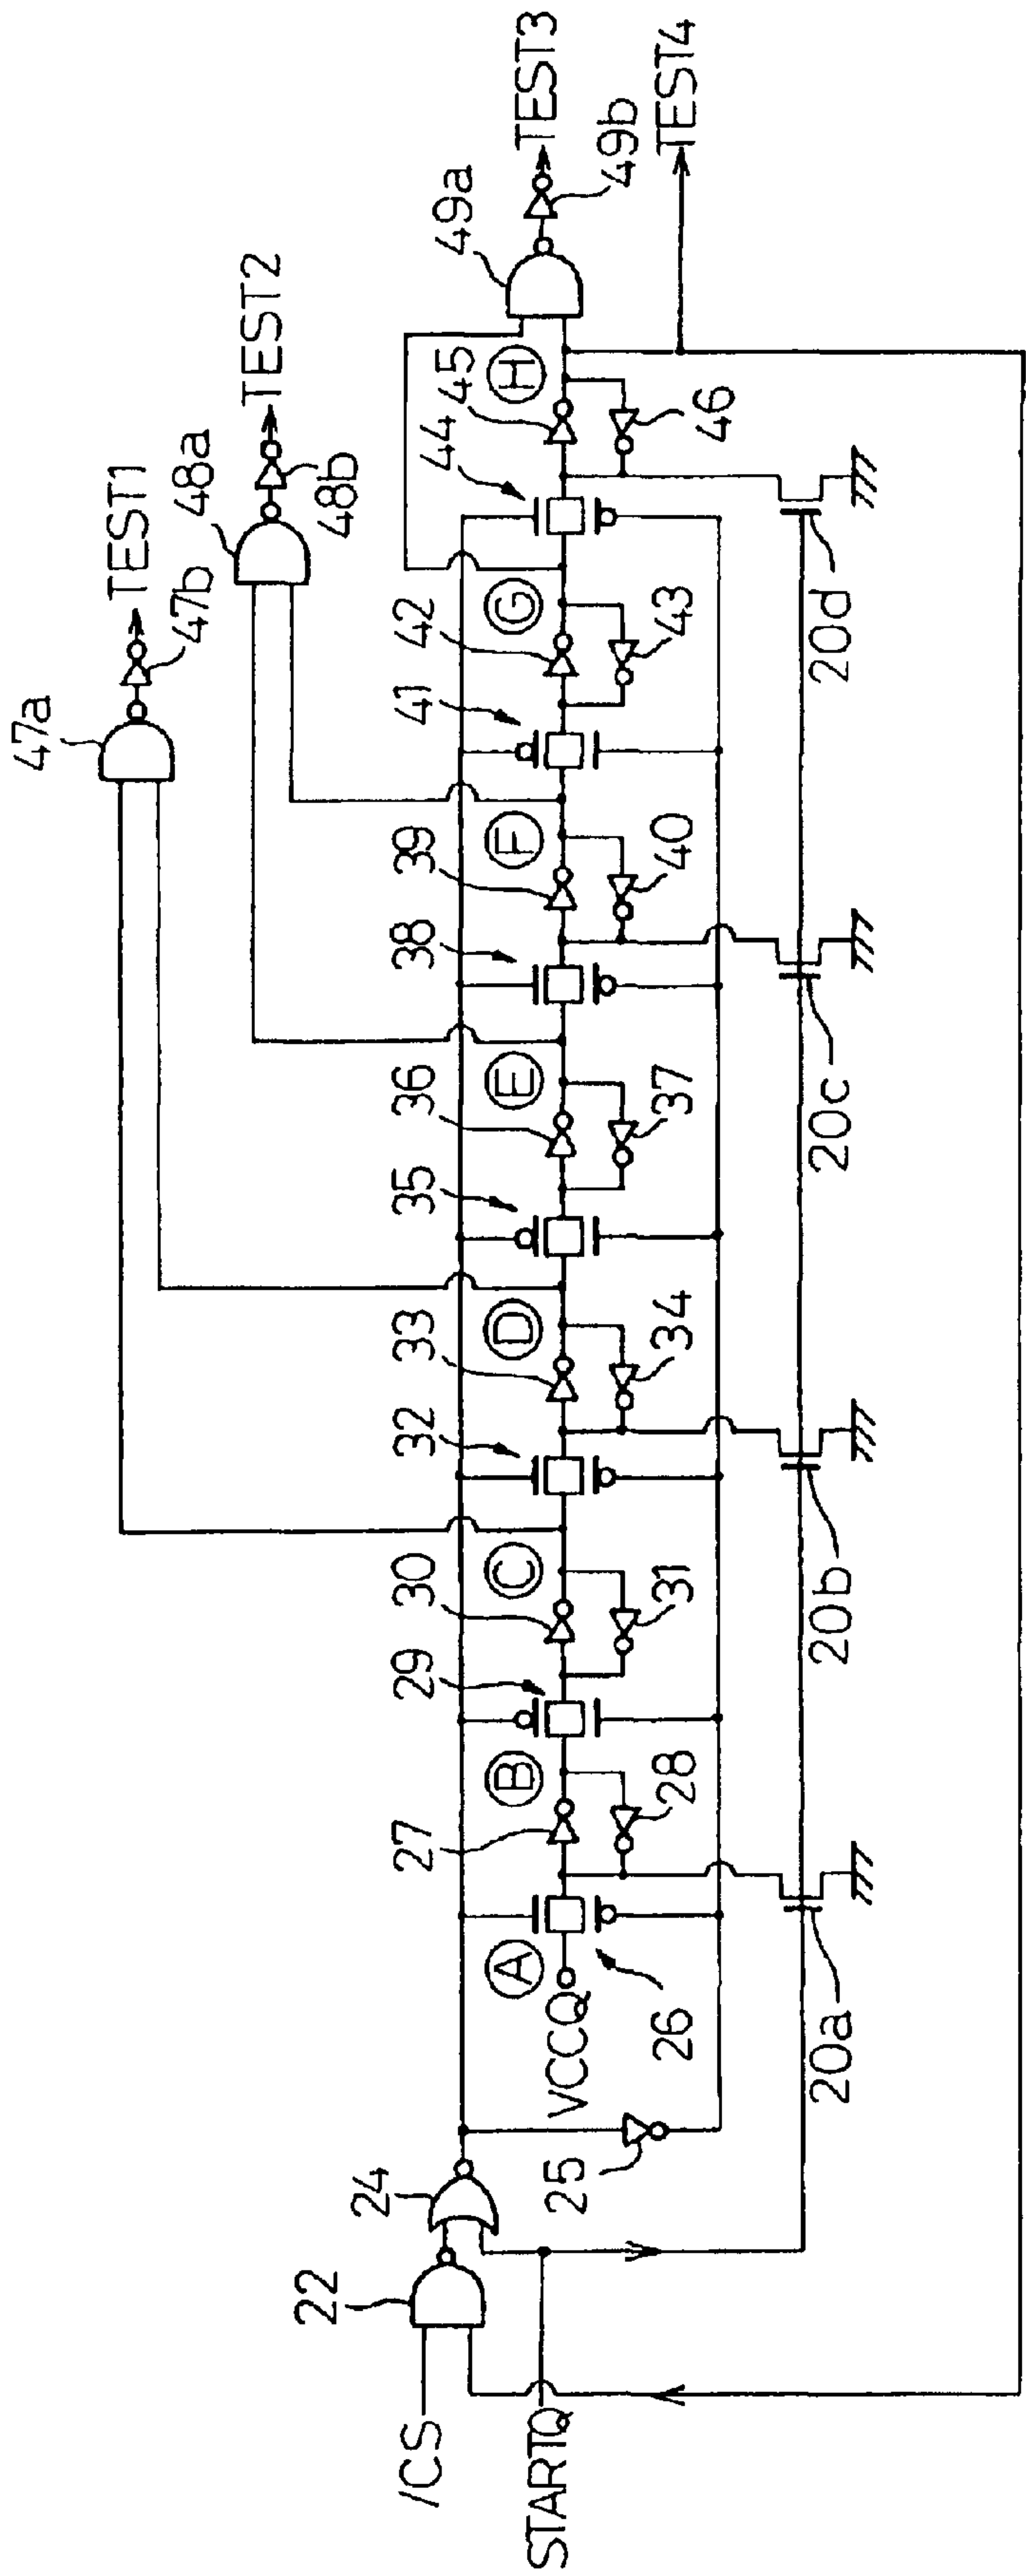 47a
47b
TEST1
48a
48b
TEST2
49a
TEST3
49b
TEST4
22
24
/CS
STARTQ
25
VCCQ
26
A
27
B
28
29
30
C
31
32
33
D
34
35
36
E
37
38
39
F
40
41
42
G
43
44
45
H
46
20a
20b
20c
20d